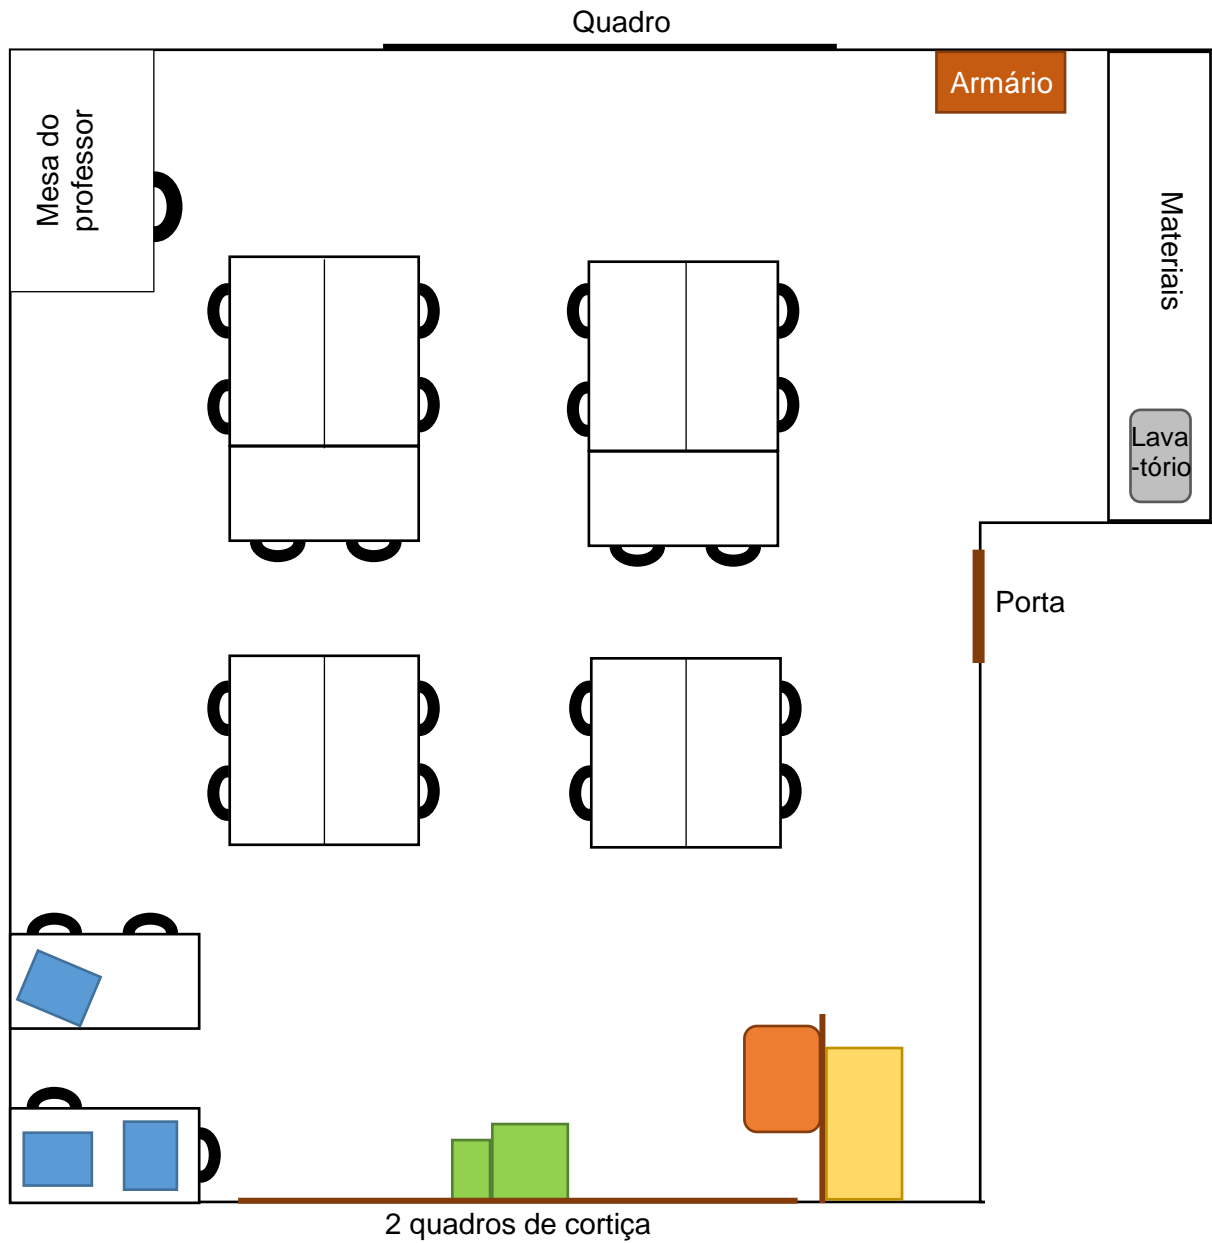 Quadro
Armário
Mesa do
professor
Materiais
Lava
-tório
Porta
2 quadros de cortiça